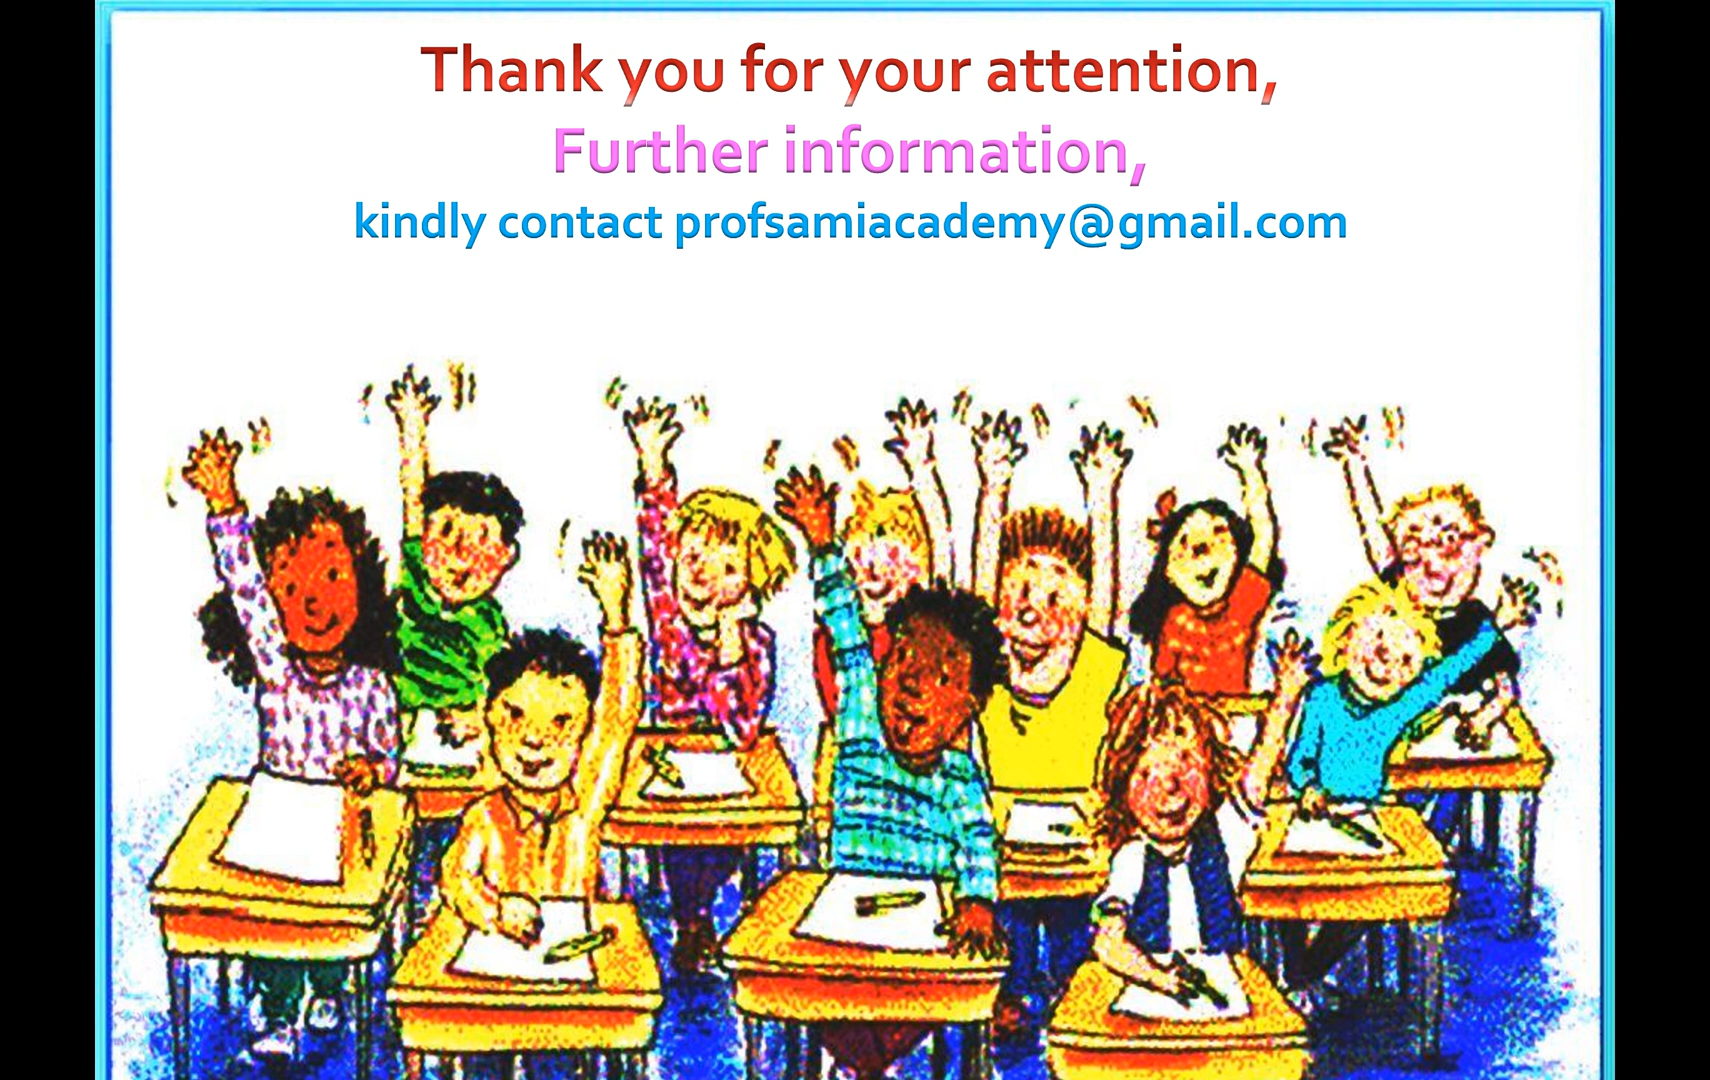 Thank you for your attention,
Further information,
kindly contact profsamiacademy@gmail.com